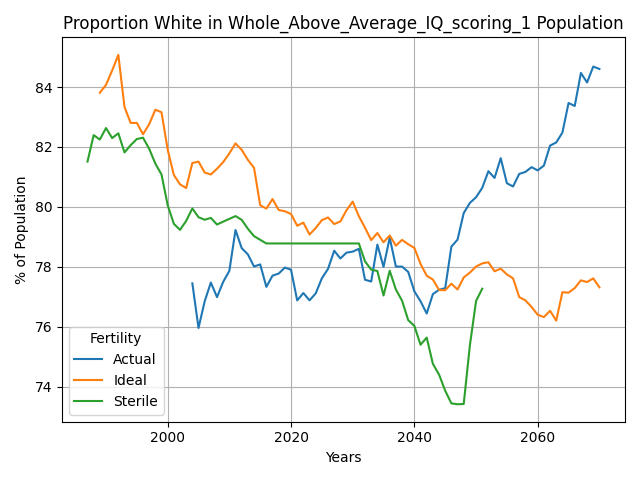 Proportion White in Whole_Above_Average_IQ_scoring_1 Population
% of Population
84
82
80
78
76
74
Fertility
Actual
Ideal
Sterile
2000
2020
2040
2060
Years